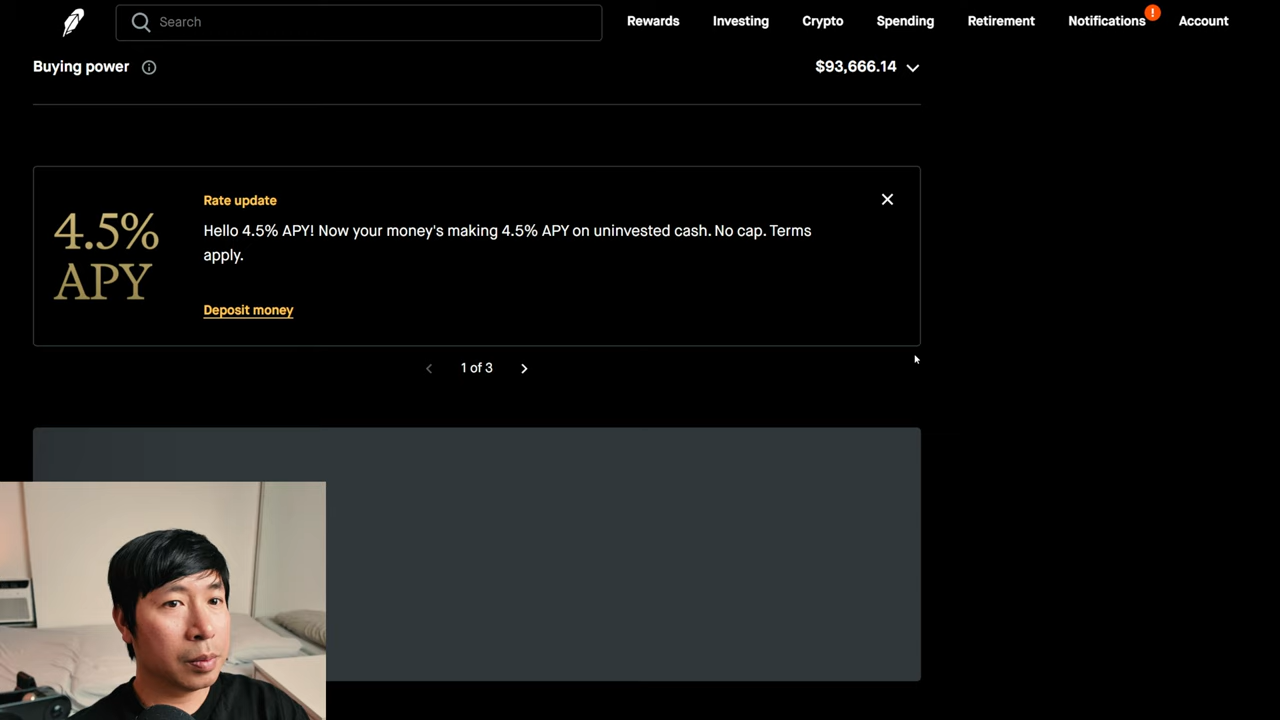 Search
Rewards
Investing
Crypto
Spending
Retirement
Notifications
!
Account
Buying power
$93,666.14
4.5%
APY
Rate update
Hello 4.5% APY! Now your money's making 4.5% APY on uninvested cash. No cap. Terms
apply.
Deposit money
1 of 3